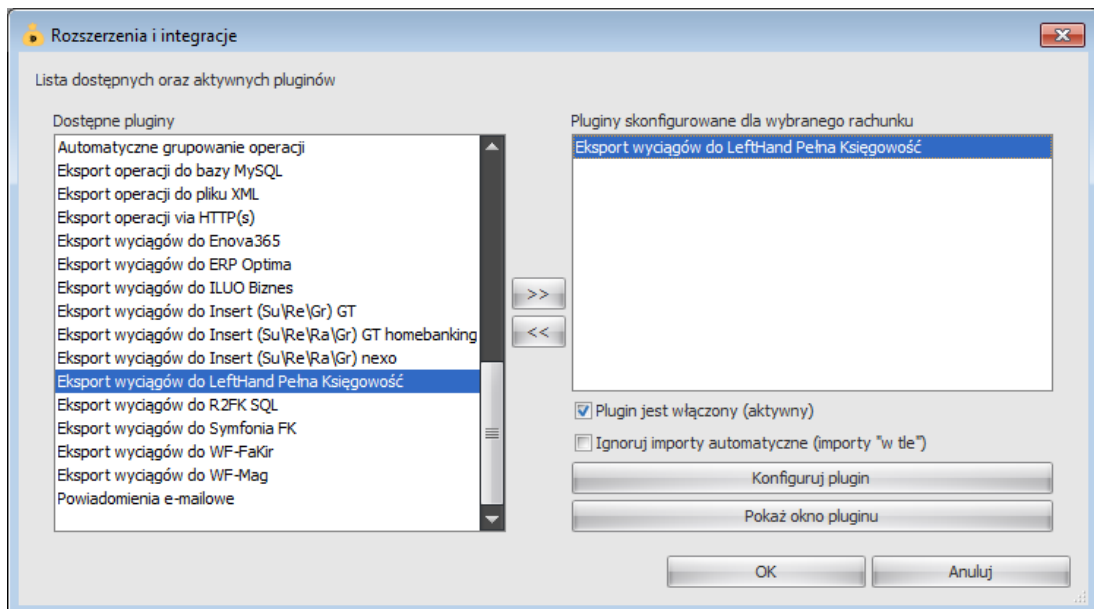 Rozszerzenia i integracje
Lista dostępnych oraz aktywnych pluginów
Dostępne pluginy
Automatyczne grupowanie operacji
Eksport operacji do bazy MySQL
Eksport operacji do pliku XML
Eksport operacji via HTTP(s)
Eksport wyciągów do Enova365
Eksport wyciągów do ERP Optima
Eksport wyciągów do ILUO Biznes
Eksport wyciągów do Insert (Su\Re\Gr) GT
Eksport wyciągów do Insert (Su\Re\Ra\Gr) GT homebanking
Eksport wyciągów do Insert (Su\Re\Ra\Gr) nexo
Eksport wyciągów do LeftHand Pełna Księgowość
Eksport wyciągów do R2FK SQL
Eksport wyciągów do Symfonia FK
Eksport wyciągów do WF-FaKir
Eksport wyciągów do WF-Mag
Powiadomienia e-mailowe
>>
<<
Pluginy skonfigurowane dla wybranego rachunku
Eksport wyciągów do LeftHand Pełna Księgowość
Plugin jest włączony (aktywny)
Ignoruj importy automatyczne (importy "w tle")
Konfiguruj plugin
Pokaż okno pluginu
OK
Anuluj